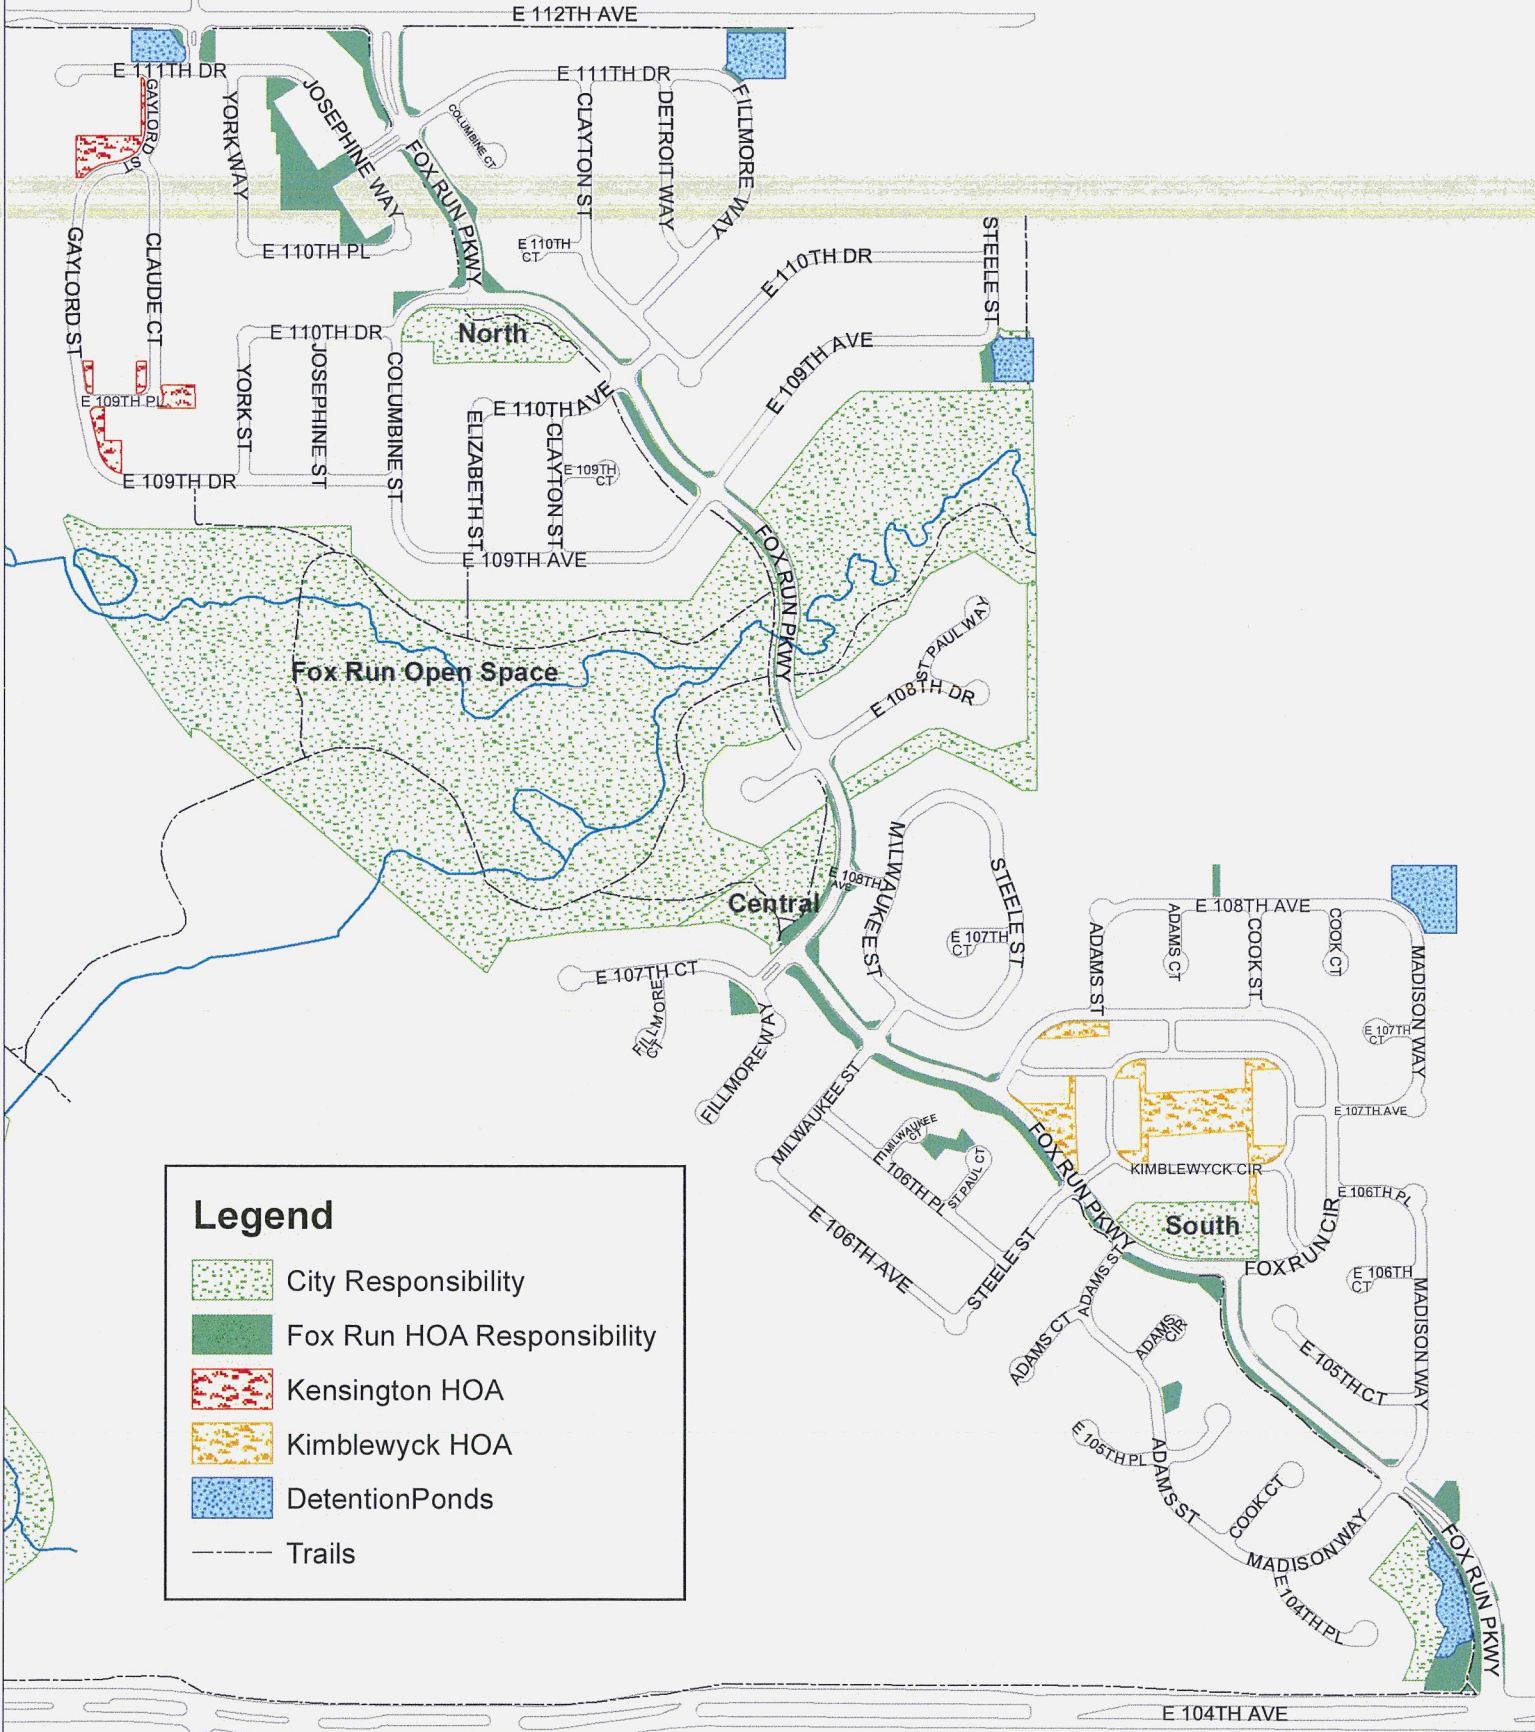 E 112TH AVE
E 111TH DR
E 111TH DR
GAYLORD ST
YORK WAY
JOSEPHINE WAY
COLUMBINE CT
CLAYTON ST
DETROIT WAY
FILLMORE WAY
FOX RUN PKWY
GAYLORD ST
CLAUDE CT
E 110TH PL
E 110TH
CT
E 110TH DR
STEELE ST
North
E 110TH DR
E 109TH AVE
YORK ST
JOSEPHINE ST
COLUMBINE ST
E 109TH PL
E 110TH AVE
ELIZABETH ST
CLAYTON ST
E 109TH
CT
E 109TH DR
E 109TH AVE
FOX RUN PKWY
Fox Run Open Space
ST PAUL WAY
E 108TH DR
MILWAUKEE ST
STEELE ST
E 108TH
AVE
Central
E 107TH
CT
E 108TH AVE
ADAMS ST
ADAMS CT
COOK ST
COOK CT
MADISON WAY
E 107TH CT
FILLMORE
CT
FILLMORE WAY
E 107TH
CT
MILWAUKEE ST
E 107TH AVE
MILWAUKEE
CT
E 106TH PL
ST PAUL CT
FOX RUN PKWY
KIMBLEWYCK CIR
E 106TH PL
South
E 106TH AVE
STEELE ST
ADAMS ST
FOX RUN CIR
E 106TH
CT
MADISON WAY
ADAMS CT
ADAMS
CIR
E 105TH CT
E 105TH PL
ADAMS ST
COOK CT
MADISON WAY
E 104TH PL
FOX RUN PKWY
E 104TH AVE
Legend
City Responsibility
Fox Run HOA Responsibility
Kensington HOA
Kimblewyck HOA
DetentionPonds
Trails